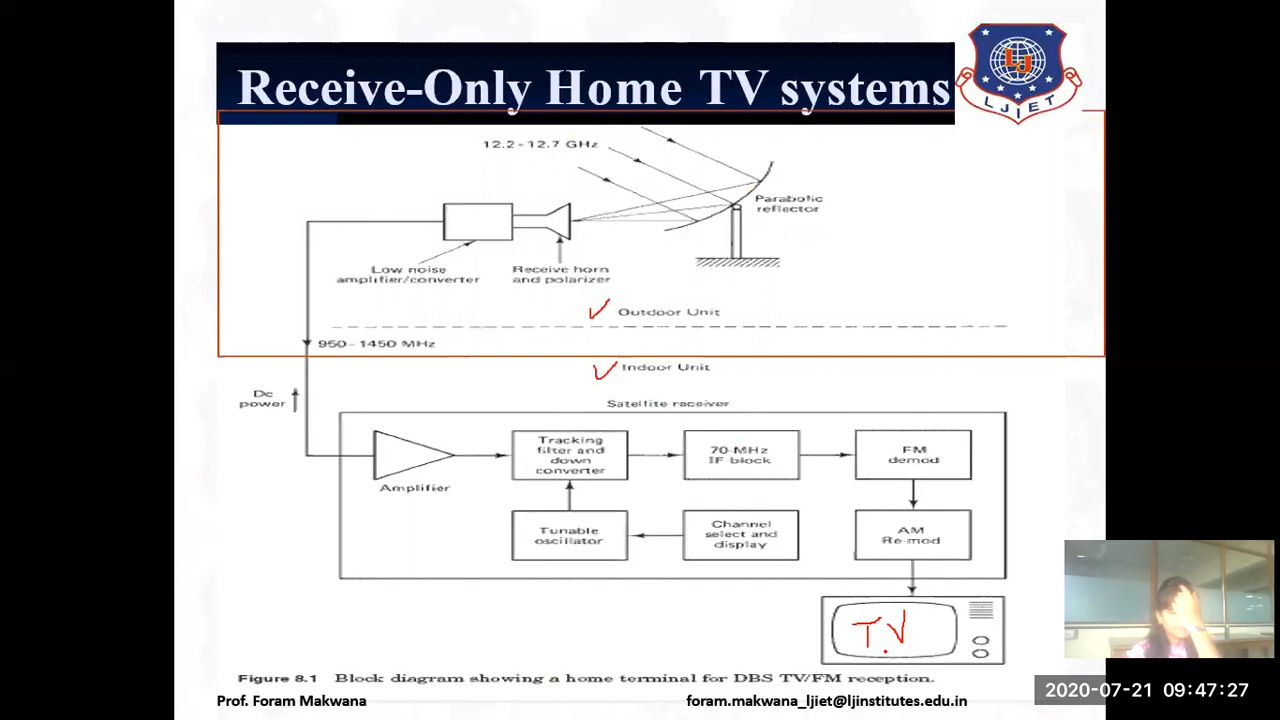 Receive-Only Home TV systems
LJIET
12.2-12.7 GHz
Parabolic
reflector
Low noise
amplifier/converter
Receive horn
and polarizer
Outdoor Unit
950-1450 MHz
Indoor Unit
Dc
power
Satellite receiver
Amplifier
Tracking
filter and
down
converter
70-MHz
IF block
FM
demod
Tunable
oscillator
Channel
select and
display
AM
Re-mod
T.V
Figure 8.1 Block diagram showing a home terminal for DBS TV/FM reception.
Prof. Foram Makwana
foram.makwana_ljiet@ljinstitutes.edu.in
2020-07-21 09:47:27